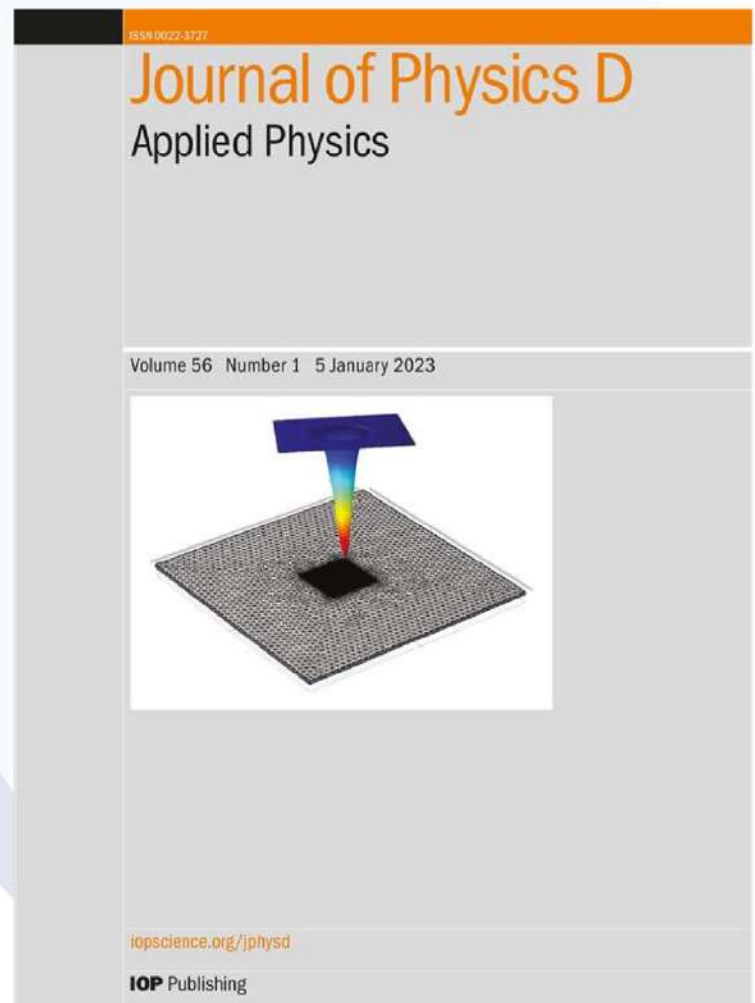 ISSN 0022-3727
Journal of Physics D
Applied Physics
Volume 56 Number 1 5 January 2023
iopscience.org/jphysd
IOP Publishing